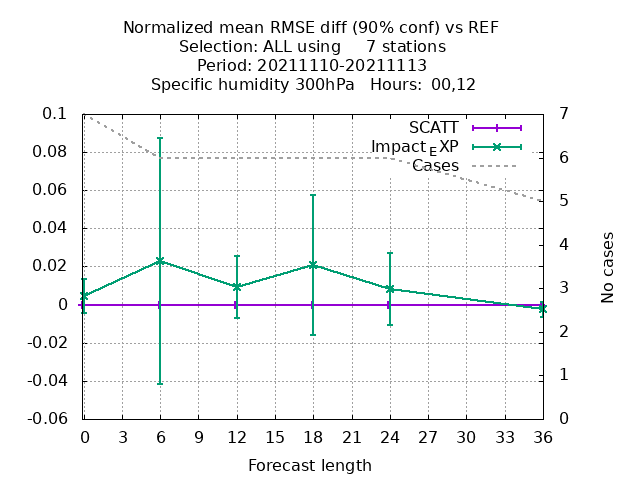 Normalized mean RMSE diff (90% conf) vs REF
Selection: ALL using     7 stations
Period: 20211110-20211113
Specific humidity 300hPa   Hours: 00,12
0.1
0.08
0.06
0.04
0.02
0
-0.02
-0.04
-0.06
7
6
5
4
3
2
1
0
SCATT
Impact_EXP
Cases
No cases
0 3 6 9 12 15 18 21 24 27 30 33 36
Forecast length